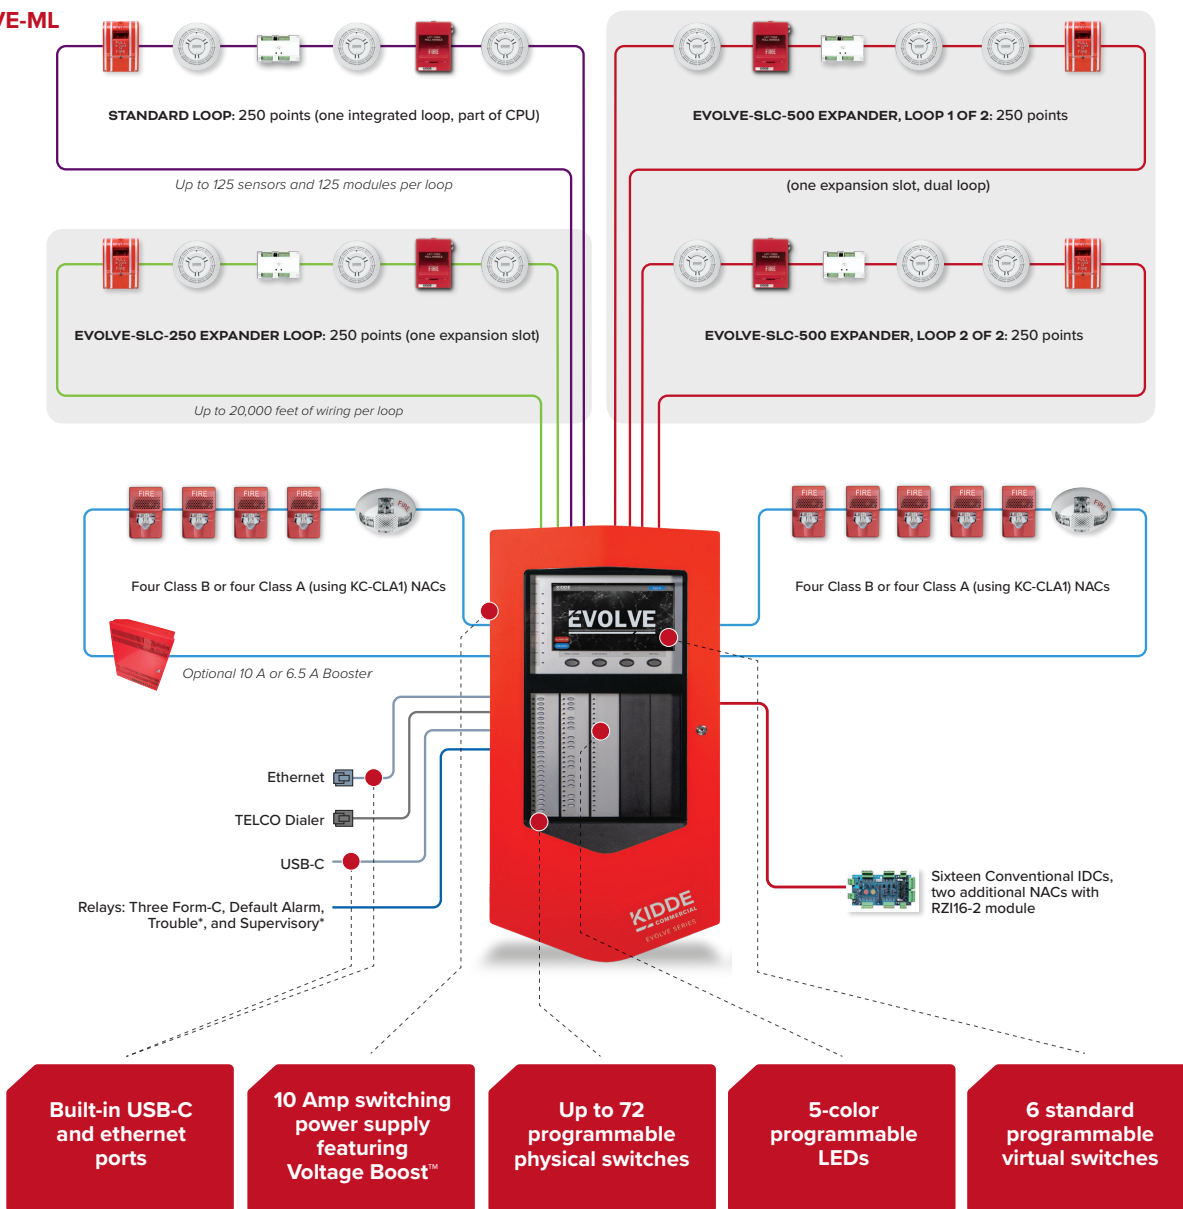 VE-ML
STANDARD LOOP: 250 points (one integrated loop, part of CPU)
Up to 125 sensors and 125 modules per loop
EVOLVE-SLC-500 EXPANDER, LOOP 1 OF 2: 250 points
(one expansion slot, dual loop)
EVOLVE-SLC-250 EXPANDER LOOP: 250 points (one expansion slot)
Up to 20,000 feet of wiring per loop
EVOLVE-SLC-500 EXPANDER, LOOP 2 OF 2: 250 points
FIRE
FIRE
FIRE
FIRE
FIRE
Four Class B or four Class A (using KC-CLA1) NACs
Optional 10 A or 6.5 A Booster
FIRE
FIRE
FIRE
FIRE
FIRE
Four Class B or four Class A (using KC-CLA1) NACs
KIDDE
EVOLVE
Ethernet
TELCO Dialer
USB-C
Relays: Three Form-C, Default Alarm,
Trouble*, and Supervisory*
KIDDE
COMMERCIAL
EVOLVE SERIES
Sixteen Conventional IDCs,
two additional NACs with
RZI16-2 module
Built-in USB-C
and ethernet
ports
10 Amp switching
power supply
featuring
Voltage Boost™
Up to 72
programmable
physical switches
5-color
programmable
LEDs
6 standard
programmable
virtual switches